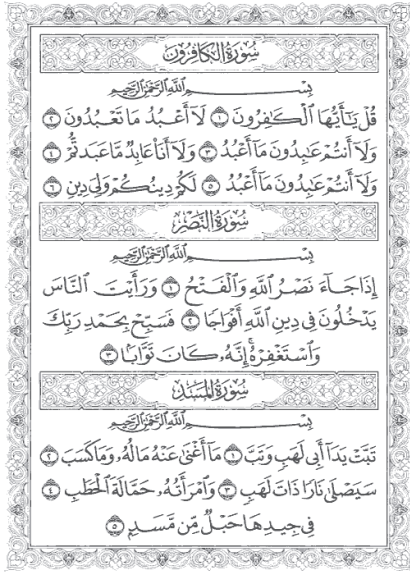 سُورَةُ الكَافِرُونَ
بِسْمِ اللَّهِ الرَّحْمَٰنِ الرَّحِيمِ
قُلْ يَٰٓأَيُّهَا ٱلْكَٰفِرُونَ ١ لَآ أَعْبُدُ مَا تَعْبُدُونَ ٢
وَلَآ أَنتُمْ عَٰبِدُونَ مَآ أَعْبُدُ ٣ وَلَآ أَنَا۠ عَابِدٌ مَّا عَبَدتُّمْ ٤
وَلَآ أَنتُمْ عَٰبِدُونَ مَآ أَعْبُدُ ٥ لَكُمْ دِينُكُمْ وَلِىَ دِينِ ٦
سُورَةُ النَّصْرِ
بِسْمِ اللَّهِ الرَّحْمَٰنِ الرَّحِيمِ
إِذَا جَآءَ نَصْرُ ٱللَّهِ وَٱلْفَتْحُ ١ وَرَأَيْتَ ٱلنَّاسَ
يَدْخُلُونَ فِى دِينِ ٱللَّهِ أَفْوَاجًا ٢ فَسَبِّحْ بِحَمْدِ رَبِّكَ
وَٱسْتَغْفِرْهُ إِنَّهُۥ كَانَ تَوَّابًۢا ٣
سُورَةُ المَسَدِ
بِسْمِ اللَّهِ الرَّحْمَٰنِ الرَّحِيمِ
تَبَّتْ يَدَآ أَبِى لَهَبٍ وَتَبَّ ١ مَآ أَغْنَىٰ عَنْهُ مَالُهُۥ وَمَا كَسَبَ ٢
سَيَصْلَىٰ نَارًا ذَاتَ لَهَبٍ ٣ وَٱمْرَأَتُهُۥ حَمَّالَةَ ٱلْحَطَبِ ٤
فِى جِيدِهَا حَبْلٌ مِّن مَّسَدٍۭ ٥